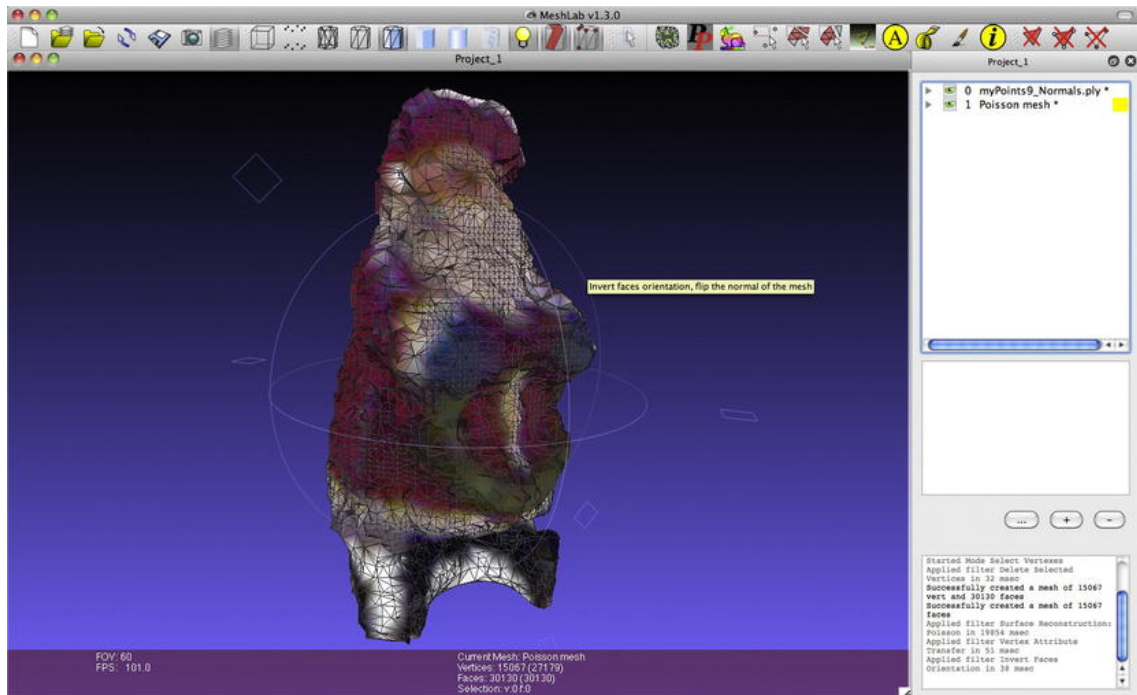 MeshLab v1.3.0
A
i
Project_1
Project_1
0 myPoints9_Normals.ply *
1 Poisson mesh *
Invert faces orientation, flip the normal of the mesh
... + -
Started Mode Select Vertexes
Applied filter Delete Selected
Vertices in 32 msec
Successfully created a mesh of 15067
vert and 30130 faces
Successfully created a mesh of 15067
faces
Applied filter Surface Reconstruction:
Poisson in 19854 msec
Applied filter Vertex Attribute
Transfer in 51 msec
Applied filter Invert Faces
Orientation in 38 msec
FOV: 60
FPS: 101.0
Current Mesh: Poisson mesh
Vertices: 15067 (27179)
Faces: 30130 (30130)
Selection: v:0 f:0